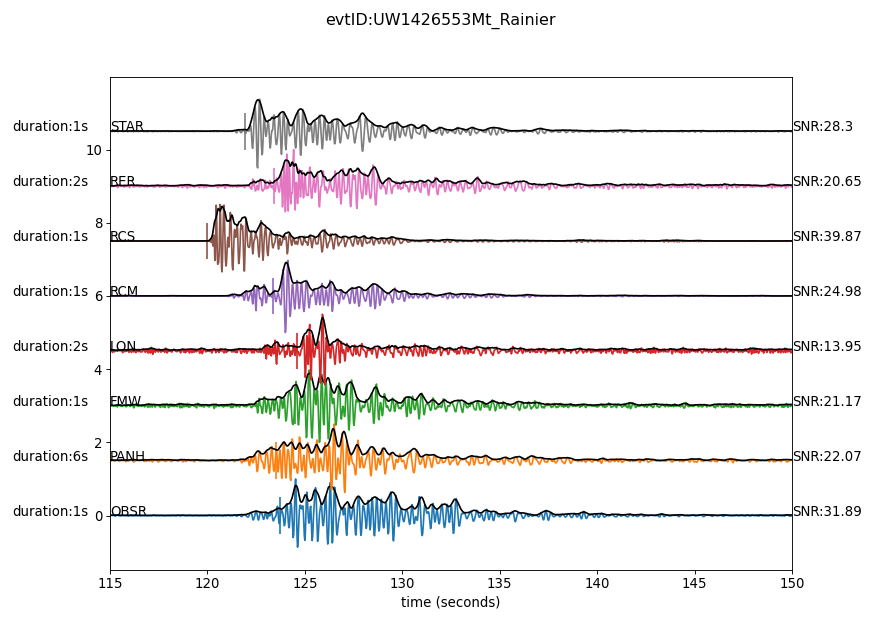 evtID:UW1426553Mt_Rainier
duration:1s STAR SNR:28.3
10
duration:2s RER SNR:20.65
8
duration:1s RCS SNR:39.87
duration:1s RCM SNR:24.98
6
duration:2s LON SNR:13.95
4
duration:1s FMW SNR:21.17
2
duration:6s PANH SNR:22.07
duration:1s OBSR SNR:31.89
0
115 120 125 130 135 140 145 150
time (seconds)